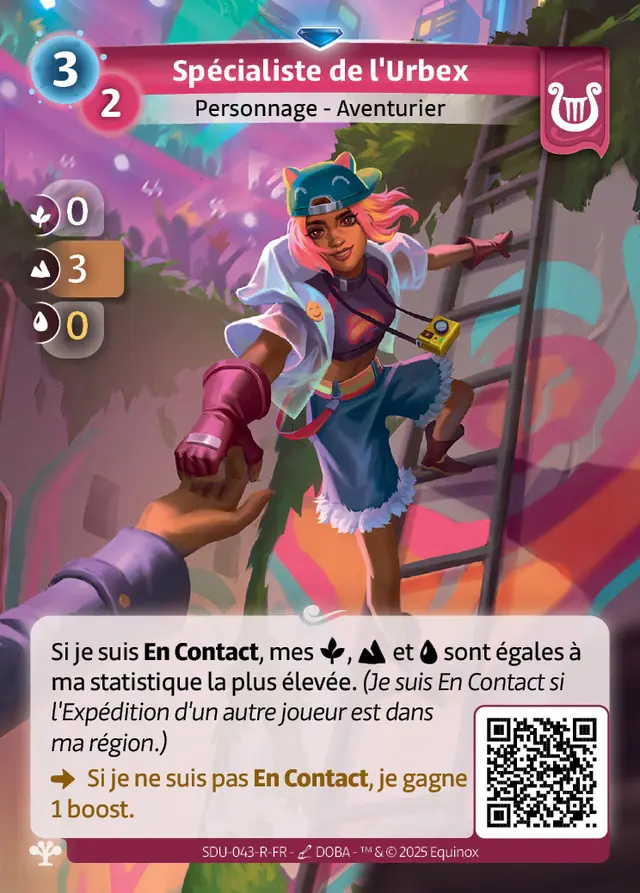 3
Spécialiste de l'Urbex
2
Personnage - Aventurier
0
3
0
Si je suis En Contact, mes , et sont égales à
ma statistique la plus élevée. (Je suis En Contact si
l'Expédition d'un autre joueur est dans
ma région.)
Si je ne suis pas En Contact, je gagne
1 boost.
SDU-043-R-FR - DOBA - ™ & © 2025 Equinox